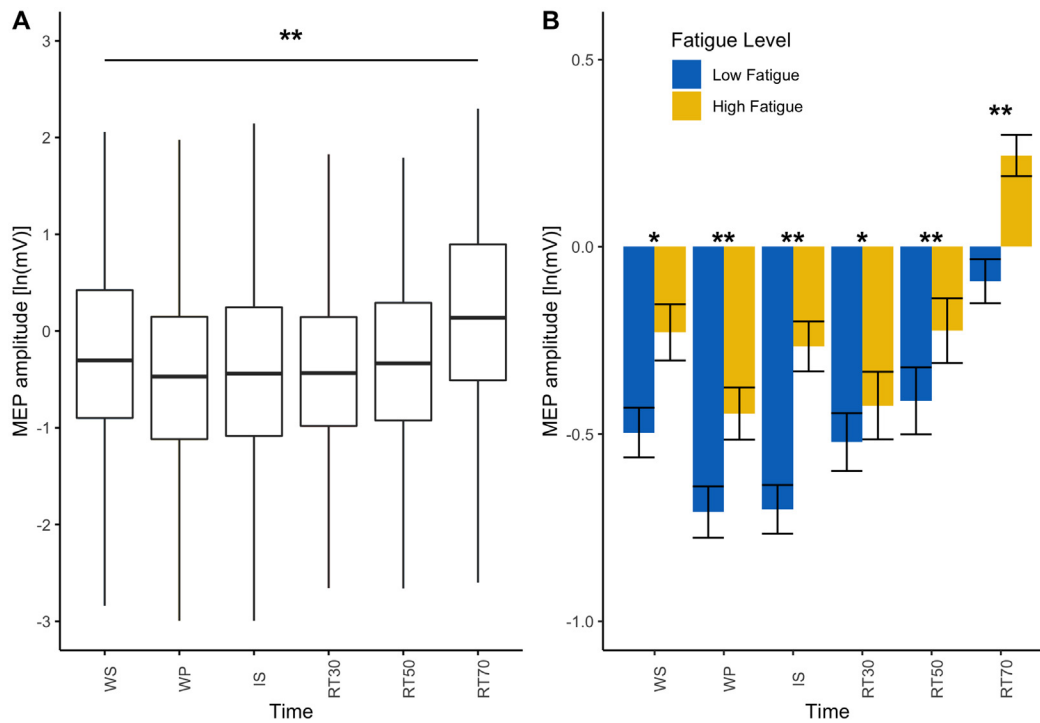 A
**
3
2
1
0
-1
-2
-3
MEP amplitude [ln(mV)]
WS
WP
IS
RT30
RT50
RT70
Time
B
Fatigue Level
Low Fatigue
High Fatigue
0.5
0.0
-0.5
-1.0
MEP amplitude [ln(mV)]
*
**
**
*
**
**
WS
WP
IS
RT30
RT50
RT70
Time